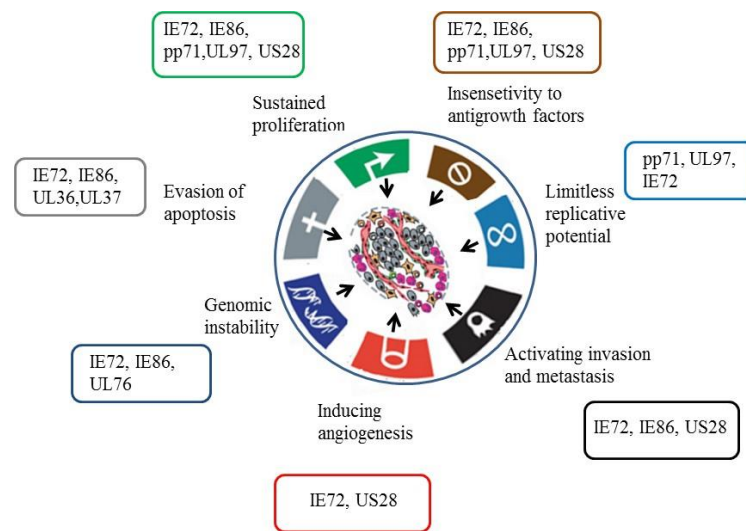 IE72, IE86,
pp71,UL97, US28
IE72, IE86,
pp71,UL97, US28
Sustained
proliferation
Insensetivity to
antigrowth factors
IE72, IE86,
UL36,UL37
Evasion of
apoptosis
Limitless
replicative
potential
pp71, UL97,
IE72
Genomic
instability
IE72, IE86,
UL76
Activating invasion
and metastasis
Inducing
angiogenesis
IE72, IE86, US28
IE72, US28